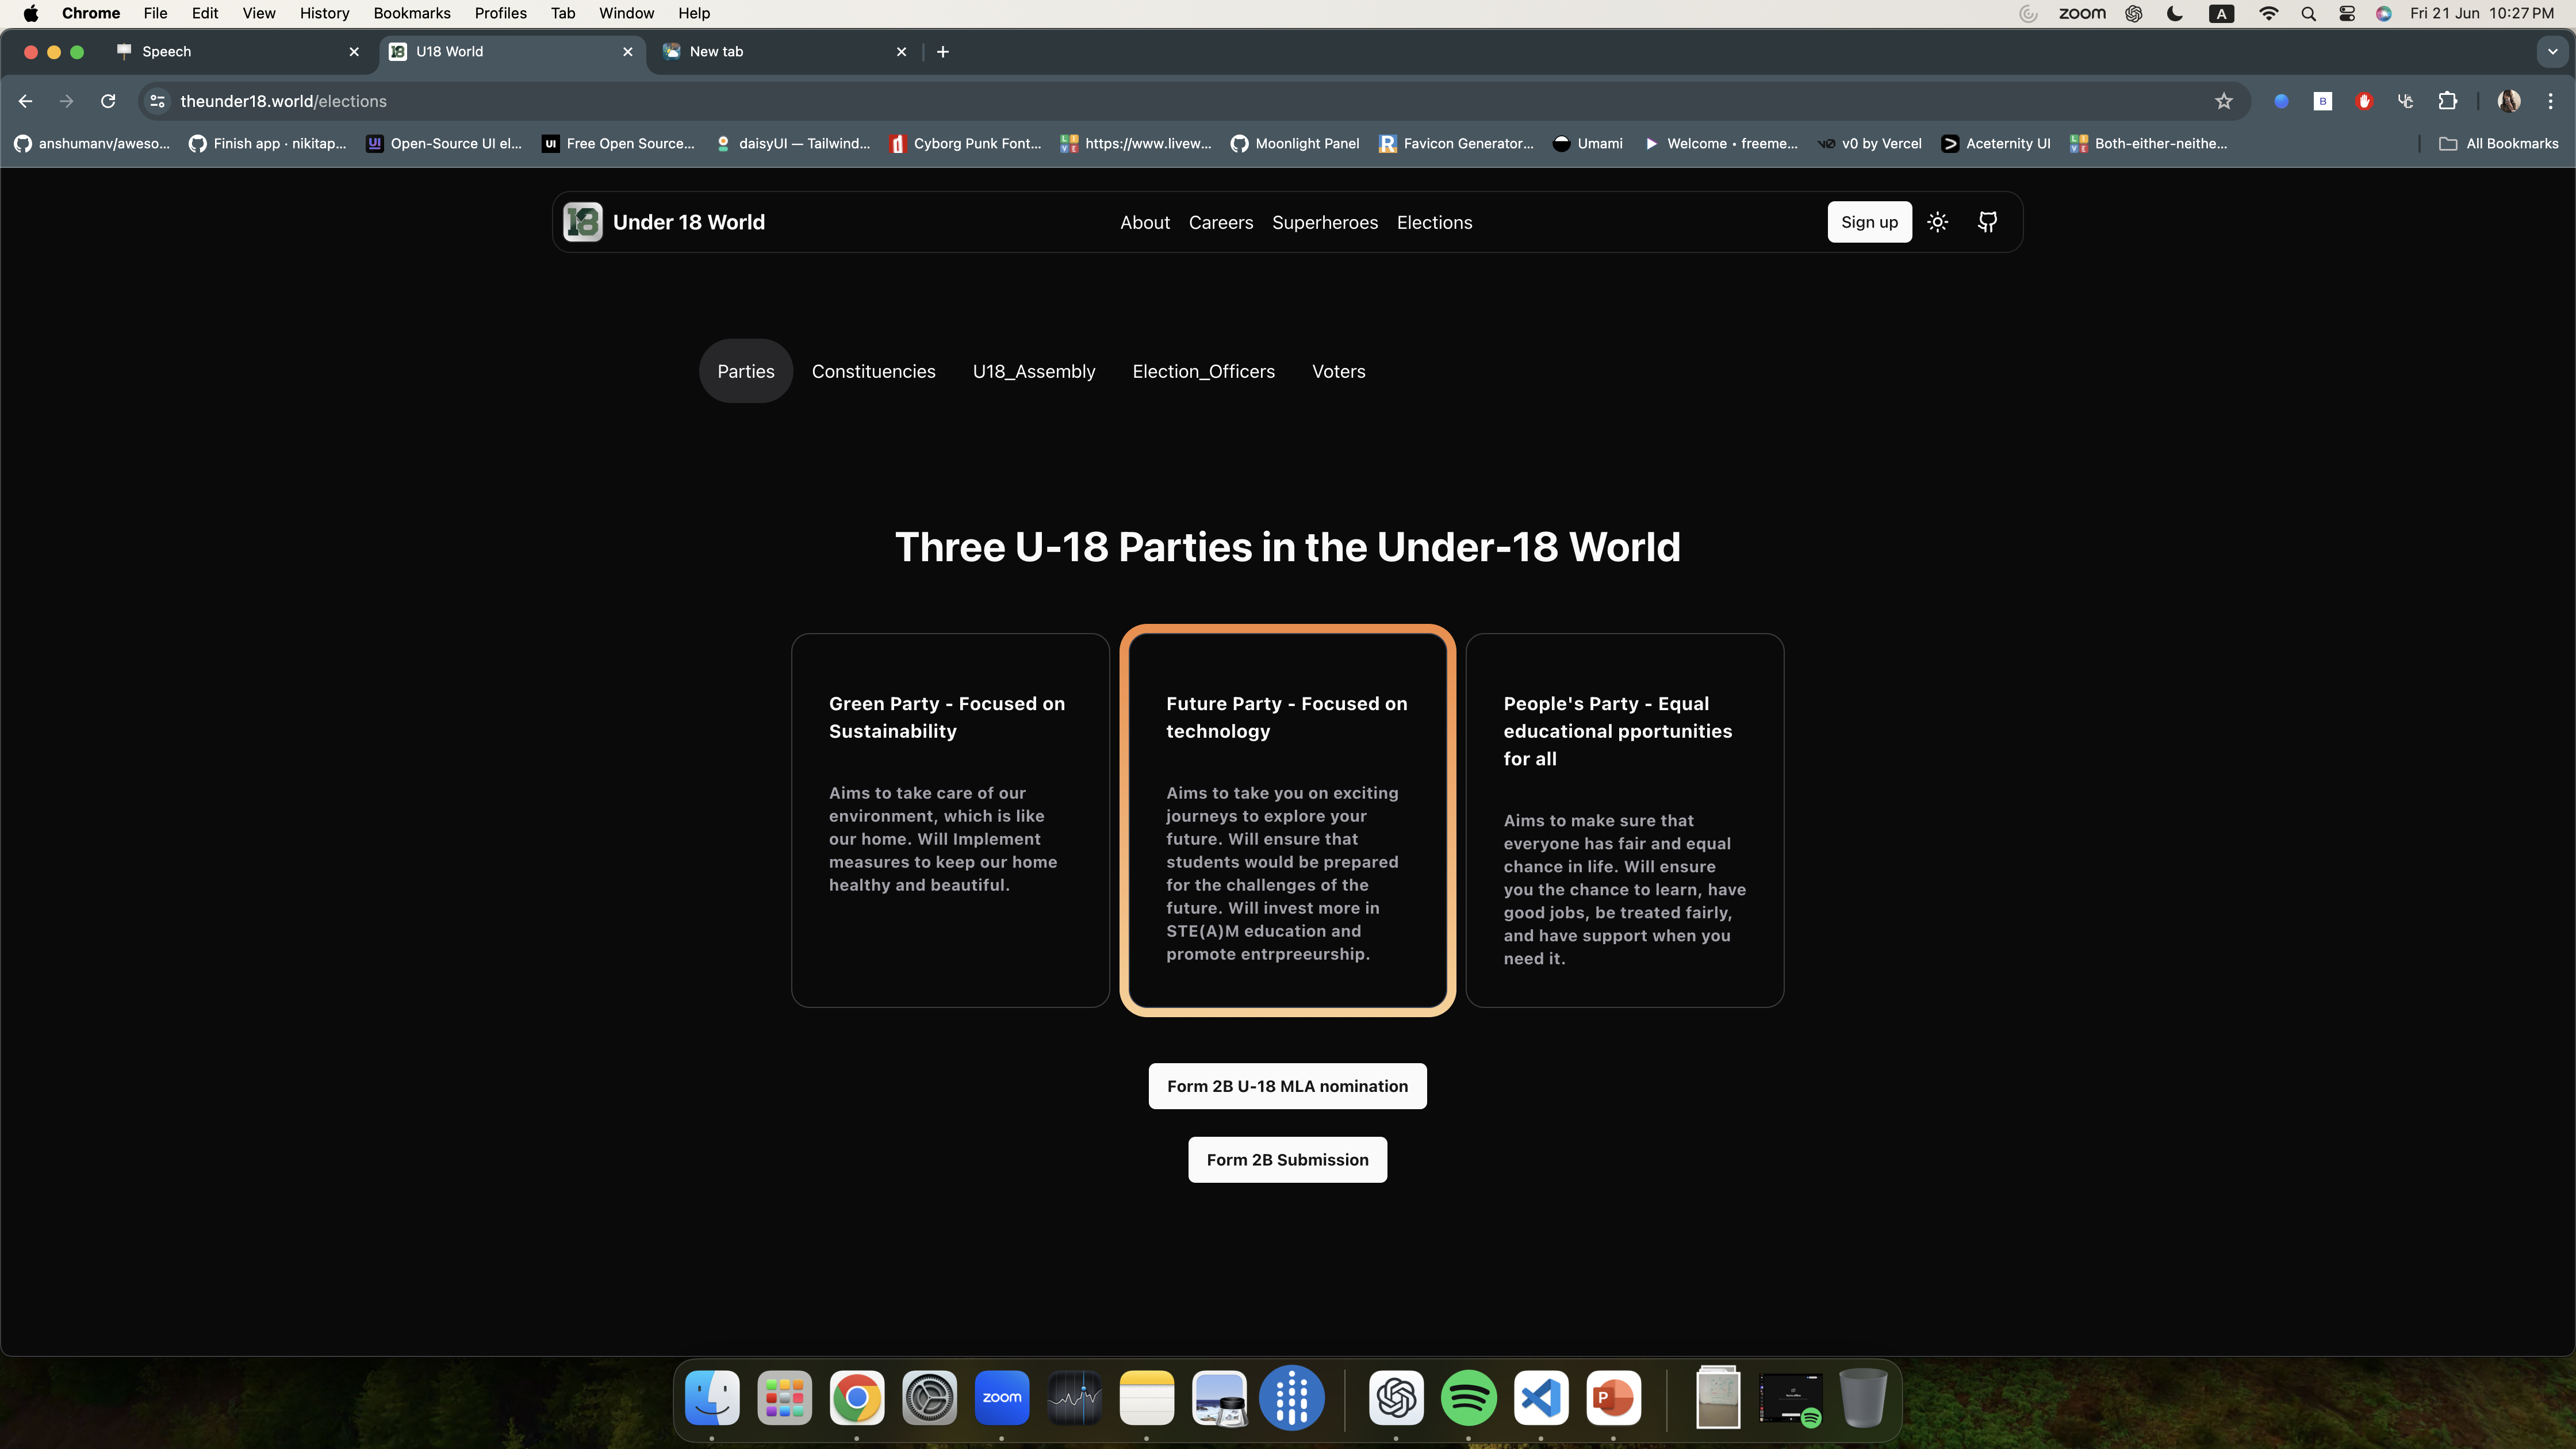 Chrome File Edit View History Bookmarks Profiles Tab Window Help
zoom A Fri 21 Jun 10:27 PM
Speech U18 World New tab
theunder18.world/elections
anshumanv/aweso... Finish app · nikitap... Open-Source UI el... Free Open Source... daisyUI — Tailwind... Cyborg Punk Font... https://www.livew... Moonlight Panel Favicon Generator... Umami Welcome • freeme... v0 by Vercel Aceternity UI Both-either-neithe... All Bookmarks
18 Under 18 World
About Careers Superheroes Elections
Sign up
Parties Constituencies U18_Assembly Election_Officers Voters
Three U-18 Parties in the Under-18 World
Green Party - Focused on
Sustainability
Aims to take care of our
environment, which is like
our home. Will Implement
measures to keep our home
healthy and beautiful.
Future Party - Focused on
technology
Aims to take you on exciting
journeys to explore your
future. Will ensure that
students would be prepared
for the challenges of the
future. Will invest more in
STE(A)M education and
promote entrpreeurship.
People's Party - Equal
educational pportunities
for all
Aims to make sure that
everyone has fair and equal
chance in life. Will ensure
you the chance to learn, have
good jobs, be treated fairly,
and have support when you
need it.
Form 2B U-18 MLA nomination
Form 2B Submission
zoom
P